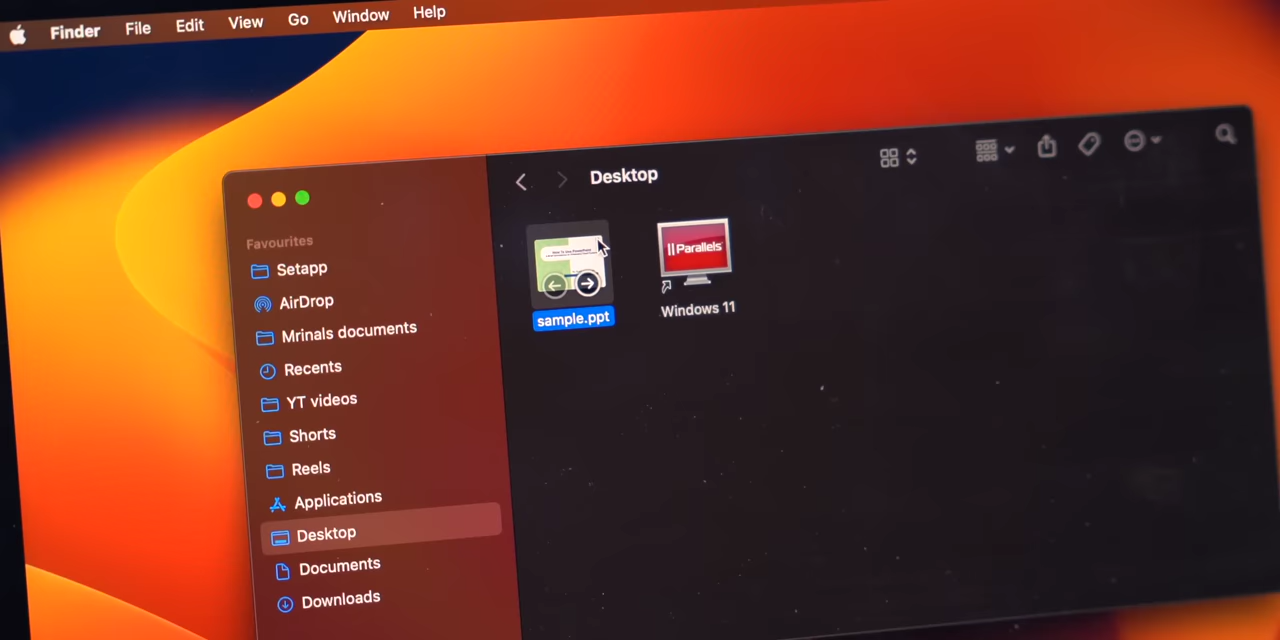 Finder File Edit View Go Window Help
Desktop
Favourites
Setapp
AirDrop
Mrinals documents
Recents
YT videos
Shorts
Reels
Applications
Desktop
Documents
Downloads
Parallels
sample.ppt
Windows 11